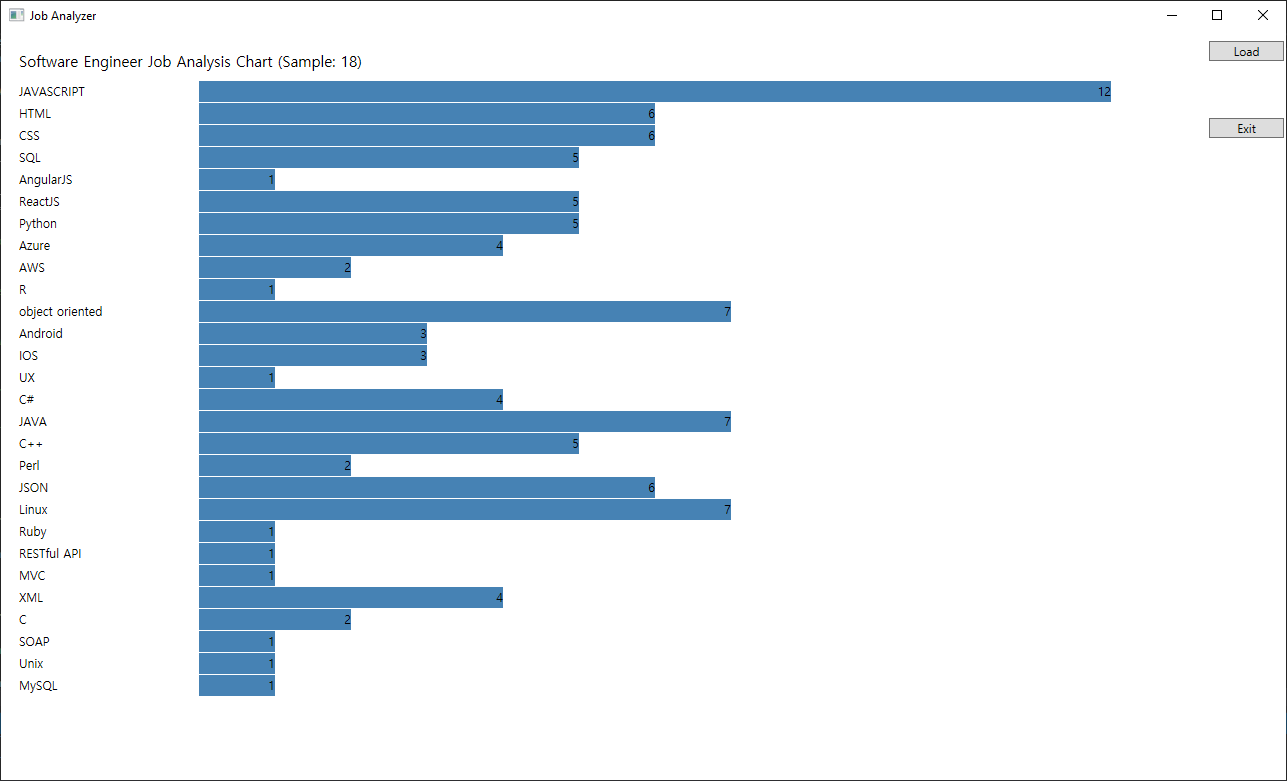 Job Analyzer
Load
Software Engineer Job Analysis Chart (Sample: 18)
JAVASCRIPT 12
HTML 6
Exit
CSS 6
SQL 5
AngularJS 1
ReactJS 5
Python 5
Azure 4
AWS 2
R 1
object oriented 7
Android 3
IOS 3
UX 1
C# 4
JAVA 7
C++ 5
Perl 2
JSON 6
Linux 7
Ruby 1
RESTful API 1
MVC 1
XML 4
C 2
SOAP 1
Unix 1
MySQL 1